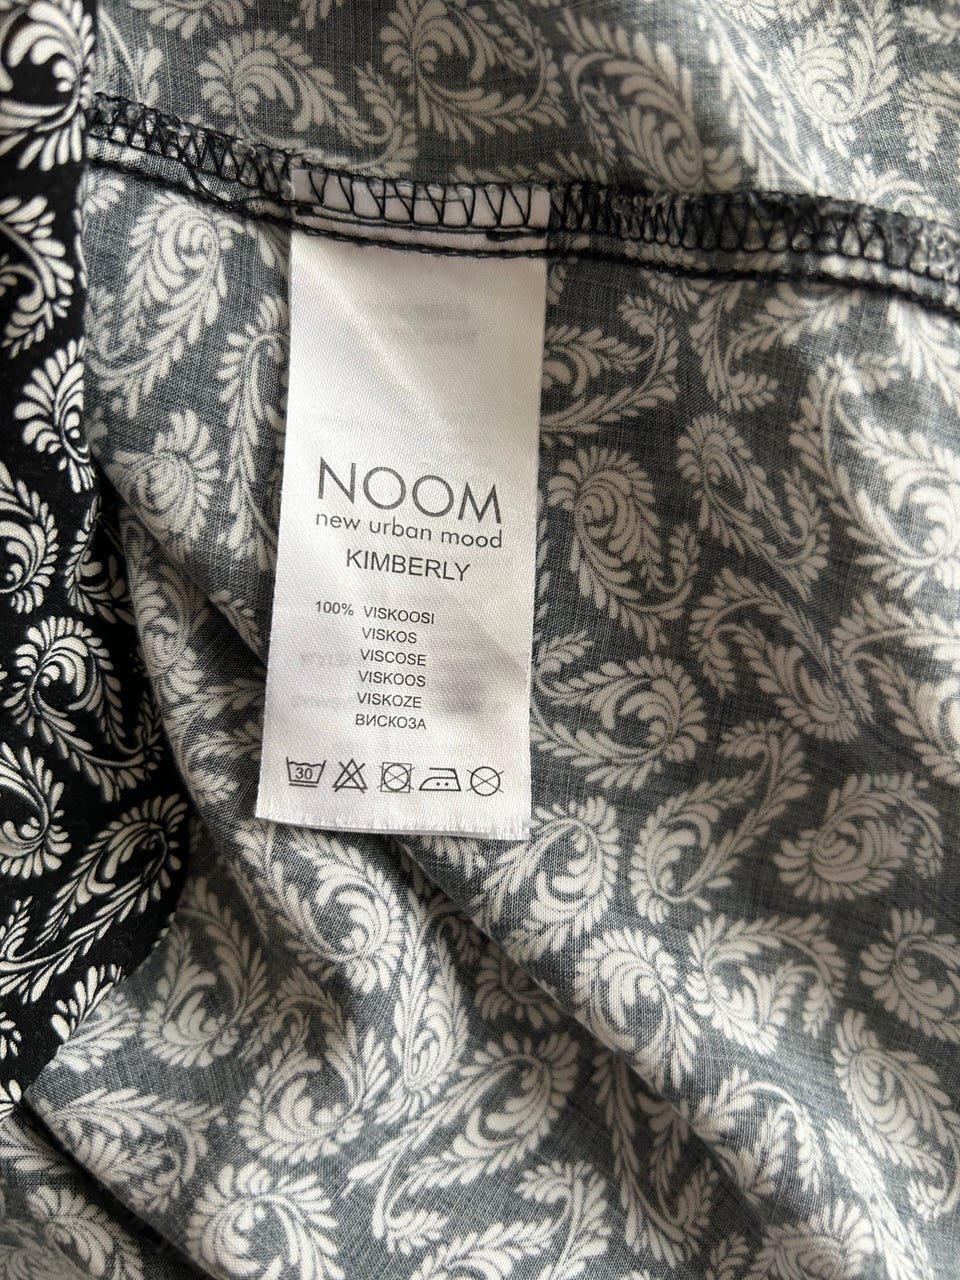 NOOM
new urban mood
KIMBERLY
100% VISKOOSI
VISKOS
VISCOSE
VISKOOS
VISKOZE
ВИСКОЗА
30